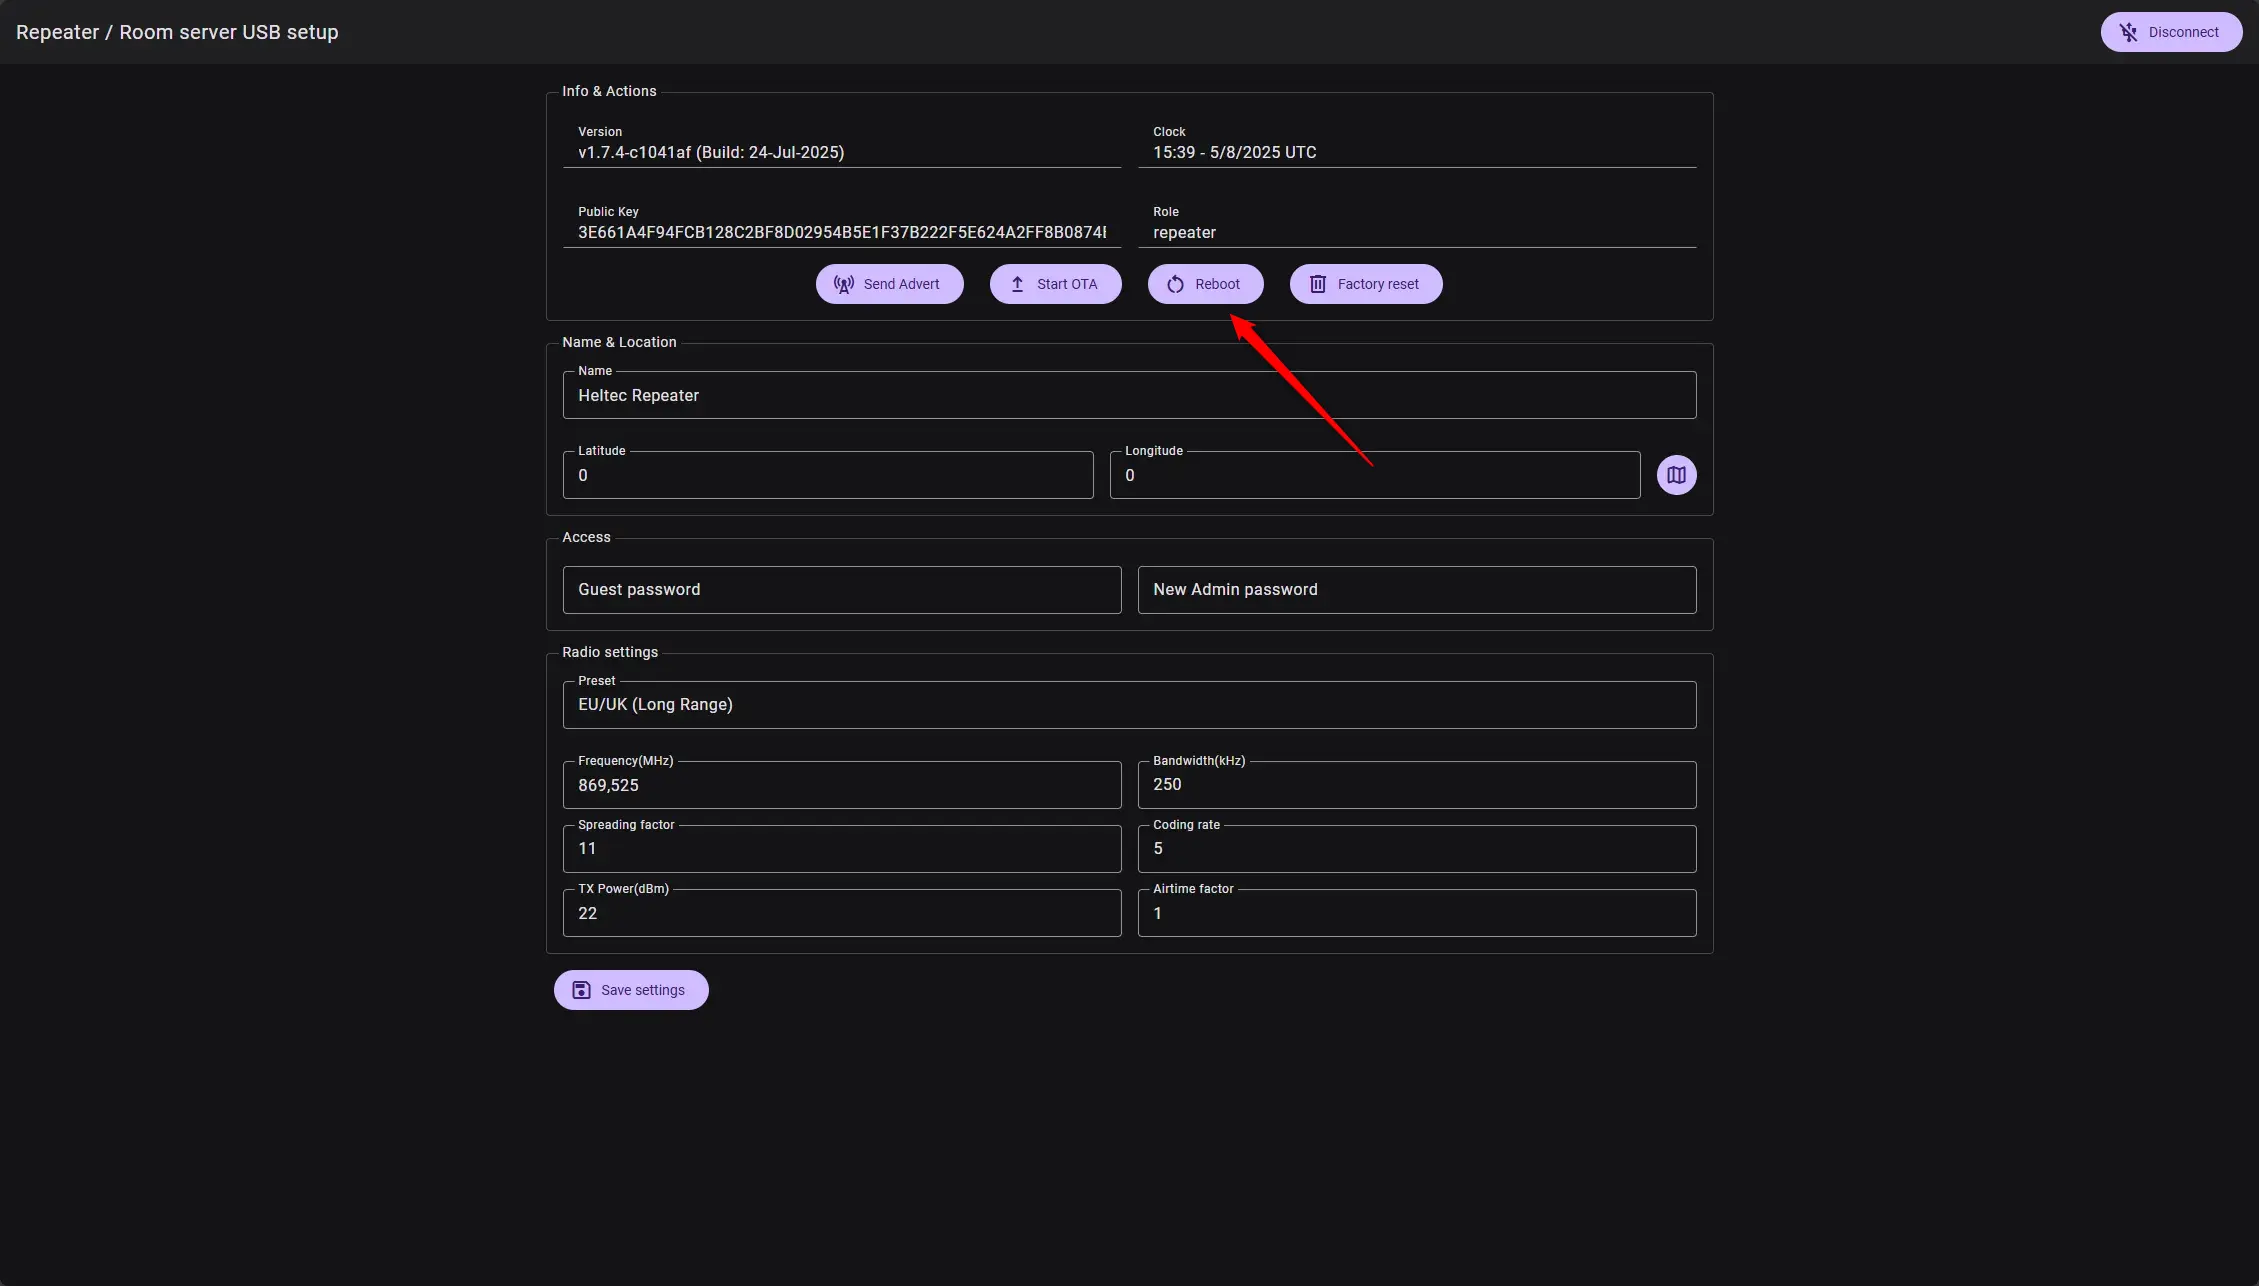 Repeater / Room server USB setup
Disconnect
Info & Actions
Version
v1.7.4-c1041af (Build: 24-Jul-2025)
Clock
15:39 - 5/8/2025 UTC
Public Key
3E661A4F94FCB128C2BF8D02954B5E1F37B222F5E624A2FF8B0874
Role
repeater
Send Advert
Start OTA
Reboot
Factory reset
Name & Location
Name
Heltec Repeater
Latitude
0
Longitude
0
Access
Guest password
New Admin password
Radio settings
Preset
EU/UK (Long Range)
Frequency(MHz)
869,525
Bandwidth(kHz)
250
Spreading factor
11
Coding rate
5
TX Power(dBm)
22
Airtime factor
1
Save settings